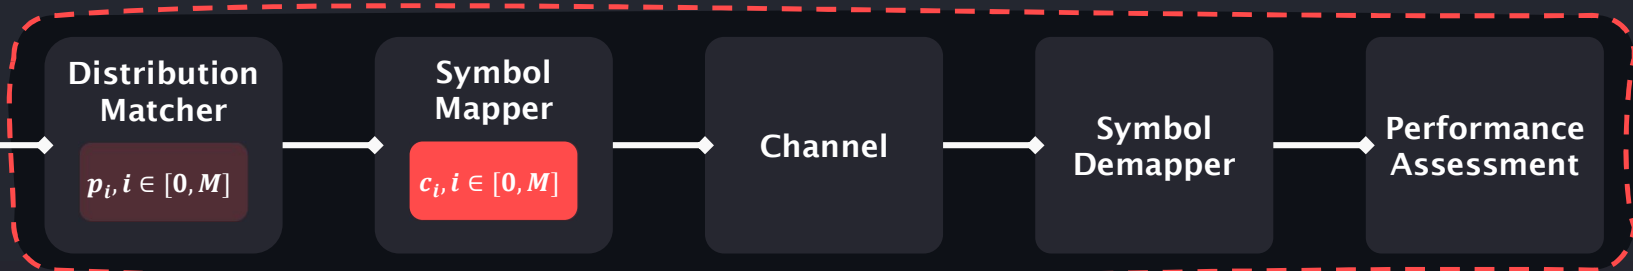 Distribution
Matcher
p_i, i ∈ [0, M]
Symbol
Mapper
c_i, i ∈ [0, M]
Channel
Symbol
Demapper
Performance
Assessment